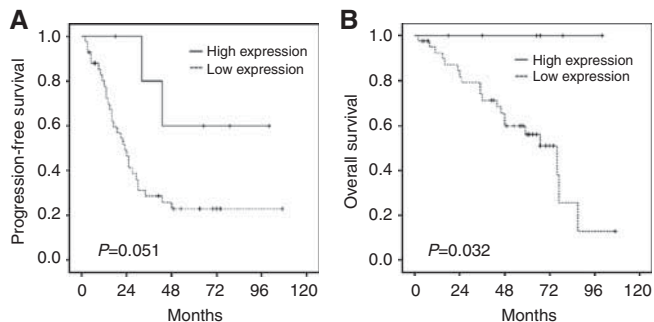 A
Progression-free survival
1.0
0.8
0.6
0.4
0.2
0.0
High expression
Low expression
P=0.051
0 24 48 72 96 120
Months
B
Overall survival
1.0
0.8
0.6
0.4
0.2
0.0
High expression
Low expression
P=0.032
0 24 48 72 96 120
Months